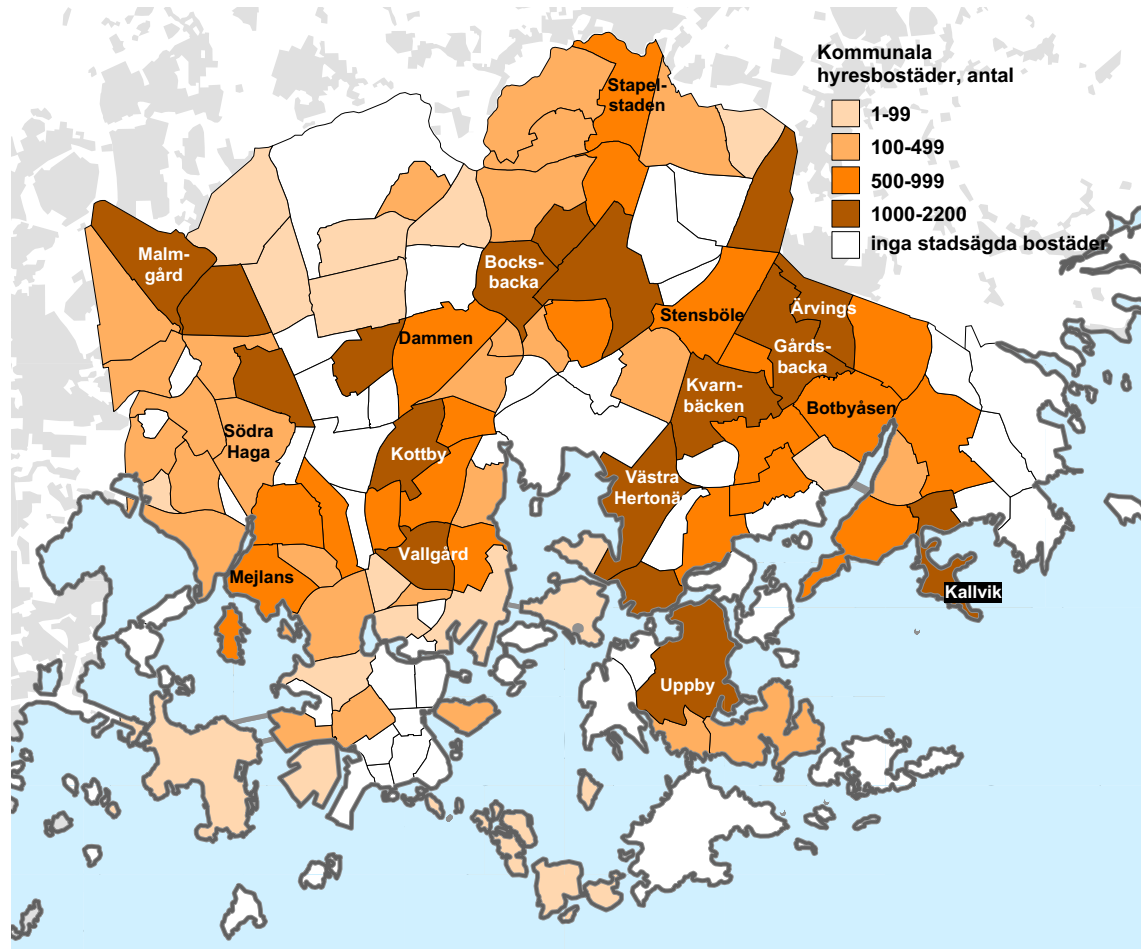 Kommunala
hyresbostäder, antal
1-99
100-499
500-999
1000-2200
inga stadsägda bostäder
Stapel-
staden
Malm-
gård
Bocks-
backa
Dammen
Stensböle
Ärvings
Gårds-
backa
Kvarn-
bäcken
Botbyåsen
Södra
Haga
Kottby
Västra
Hertonä
Vallgård
Mejlans
Kallvik
Uppby